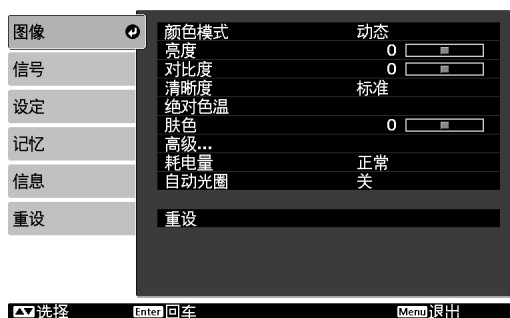 图像
信号
设定
记忆
信息
重设
颜色模式 动态
亮度 0
对比度 0
清晰度 标准
绝对色温
肤色 0
高级...
耗电量 正常
自动光圈 关
重设
选择 Enter 回车 Menu 退出